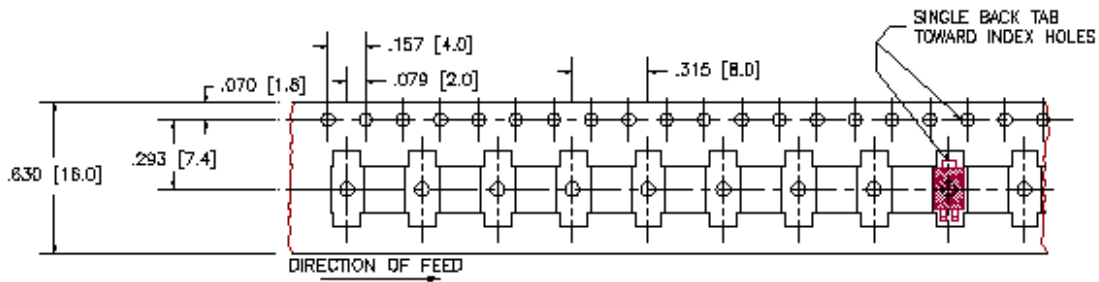 SINGLE BACK TAB
TOWARD INDEX HOLES
.157 [4.0]
.079 [2.0]
.315 [8.0]
.070 [1.8]
.293 [7.4]
.630 [16.0]
DIRECTION OF FEED